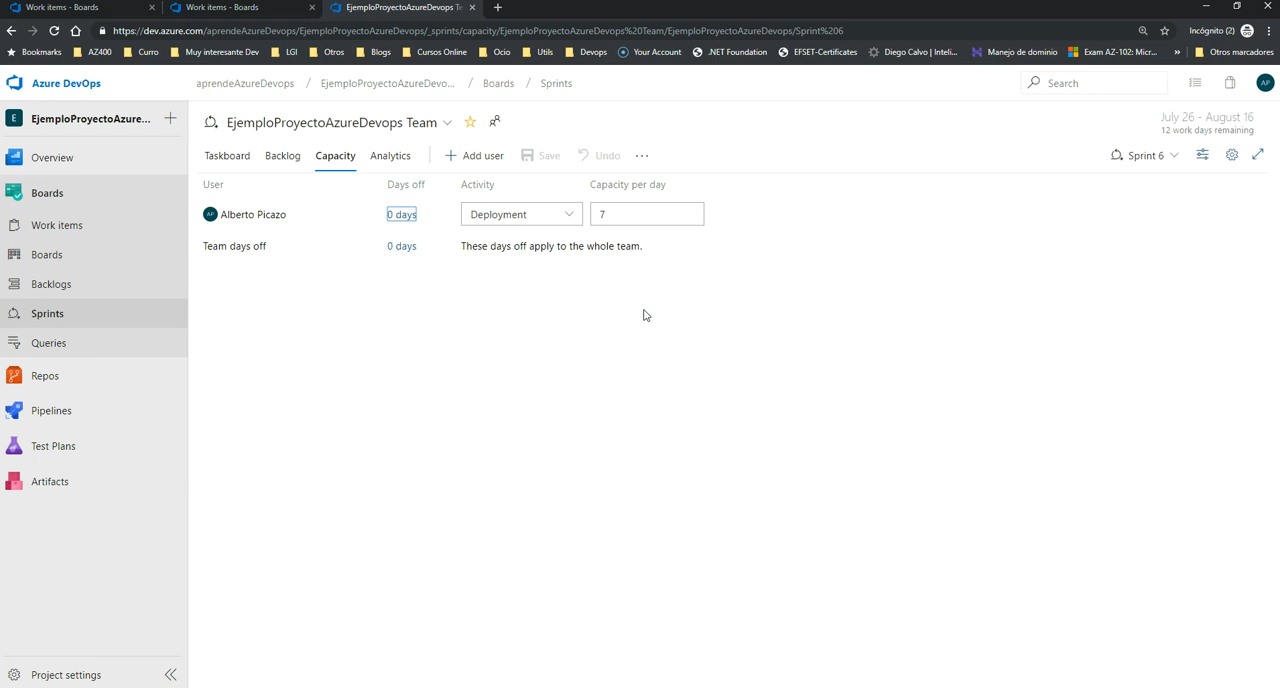 Work items - Boards
Work items - Boards
EjemploProyectoAzureDevops Te
https://dev.azure.com/aprendeAzureDevops/EjemploProyectoAzureDevops/_sprints/capacity/EjemploProyectoAzureDevops%20Team/EjemploProyectoAzureDevops/Sprint%206
Incógnito (2)
Bookmarks
AZ400
Curro
Muy interesante Dev
LGI
Otros
Blogs
Cursos Online
Ocio
Utils
Devops
Your Account
.NET Foundation
EFSET-Certificates
Diego Calvo | Inteli...
Manejo de dominio
Exam AZ-102: Micr...
»
Otros marcadores
Azure DevOps
aprendeAzureDevops / EjemploProyectoAzureDevo... / Boards / Sprints
Search
AP
E EjemploProyectoAzure...
Overview
Boards
Work items
Boards
Backlogs
Sprints
Queries
Repos
Pipelines
Test Plans
Artifacts
Project settings
EjemploProyectoAzureDevops Team
July 26 - August 16
12 work days remaining
Taskboard Backlog Capacity Analytics
Add user Save Undo ...
Sprint 6
User Days off Activity Capacity per day
AP Alberto Picazo 0 days Deployment 7
Team days off 0 days These days off apply to the whole team.